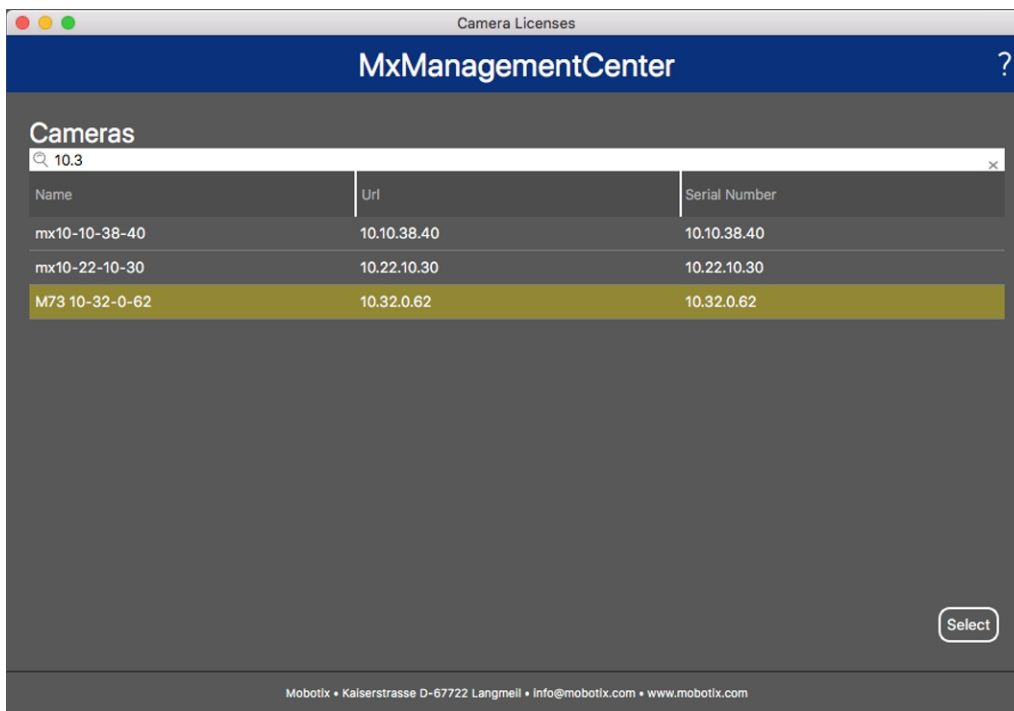 Camera Licenses
MxManagementCenter ?
Cameras
10.3 ×
Name Url Serial Number
mx10-10-38-40 10.10.38.40 10.10.38.40
mx10-22-10-30 10.22.10.30 10.22.10.30
M73 10-32-0-62 10.32.0.62 10.32.0.62
Select
Mobotix • Kaiserstrasse D-67722 Langmeil • info@mobotix.com • www.mobotix.com